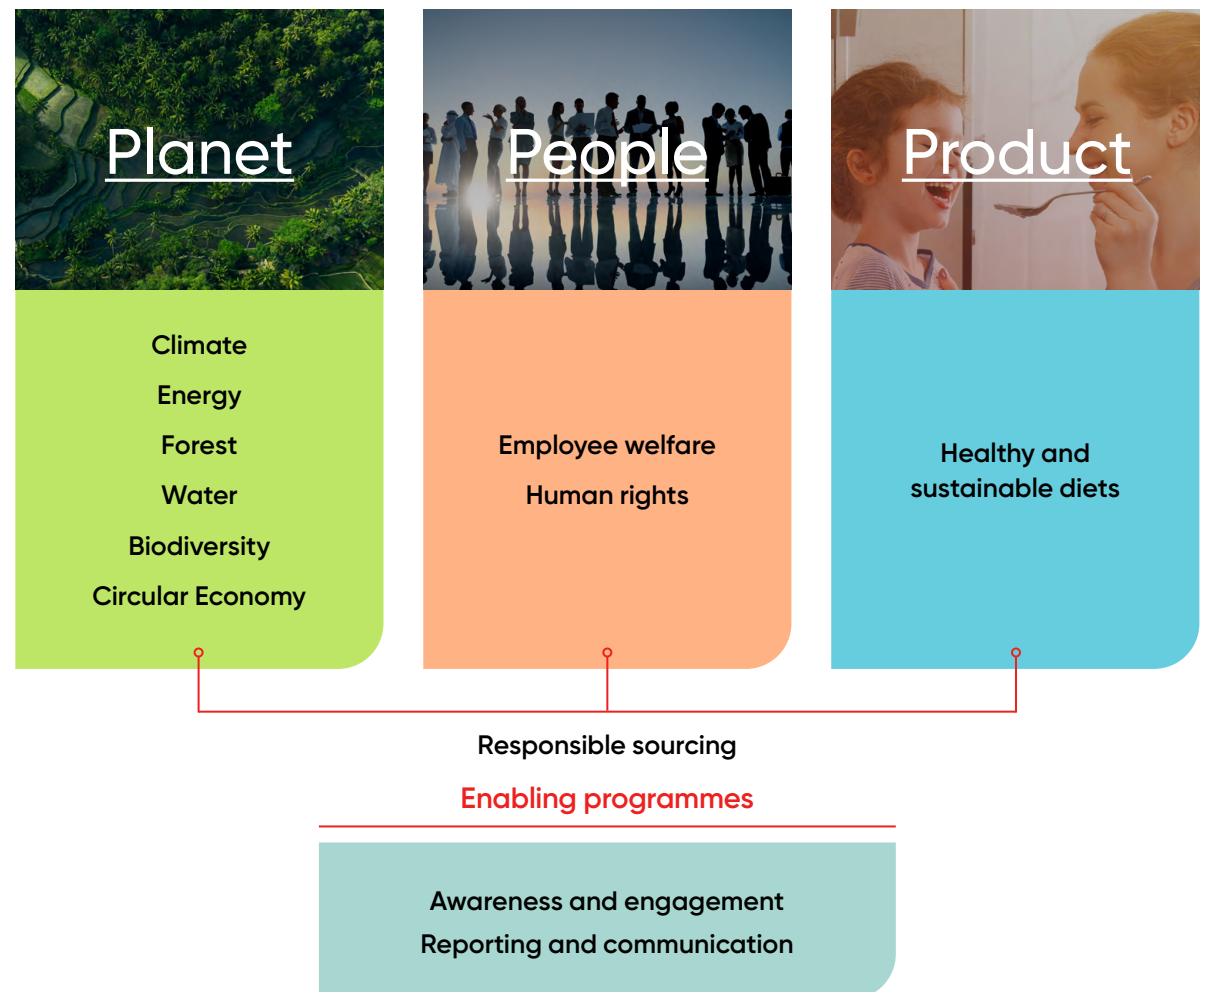 Planet
People
Product
Climate
Energy
Forest
Water
Biodiversity
Circular Economy
Employee welfare
Human rights
Healthy and
sustainable diets
Responsible sourcing
Enabling programmes
Awareness and engagement
Reporting and communication